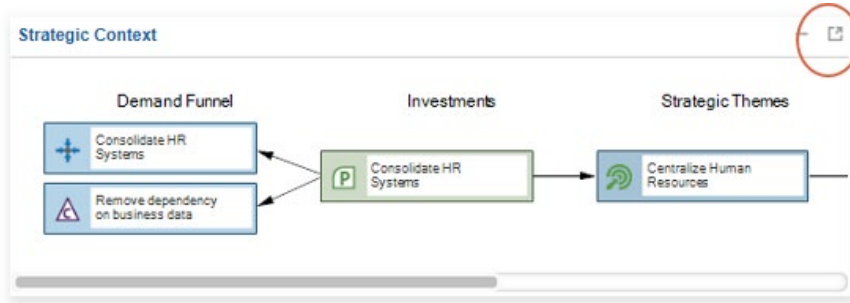 Strategic Context
Demand Funnel
Investments
Strategic Themes
Consolidate HR
Systems
Remove dependency
on business data
P
Consolidate HR
Systems
Centralize Human
Resources
C